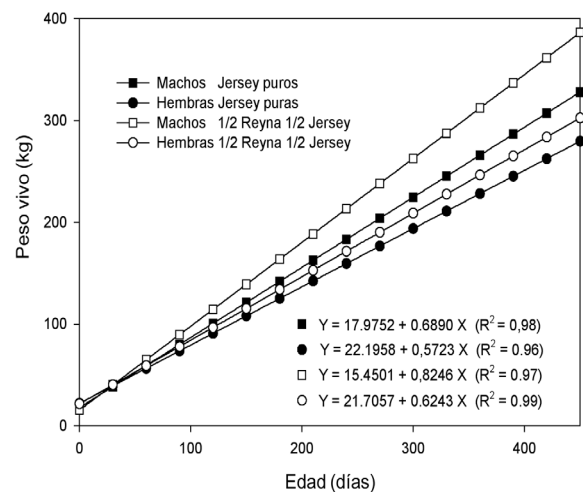 400
Machos Jersey puros
Hembras Jersey puras
Machos 1/2 Reyna 1/2 Jersey
Hembras 1/2 Reyna 1/2 Jersey
300
Peso vivo (kg)
200
100
Y = 17.9752 + 0.6890 X (R² = 0,98)
Y = 22.1958 + 0,5723 X (R² = 0.96)
Y = 15.4501 + 0,8246 X (R² = 0.97)
Y = 21.7057 + 0.6243 X (R² = 0.99)
0
0 100 200 300 400
Edad (días)